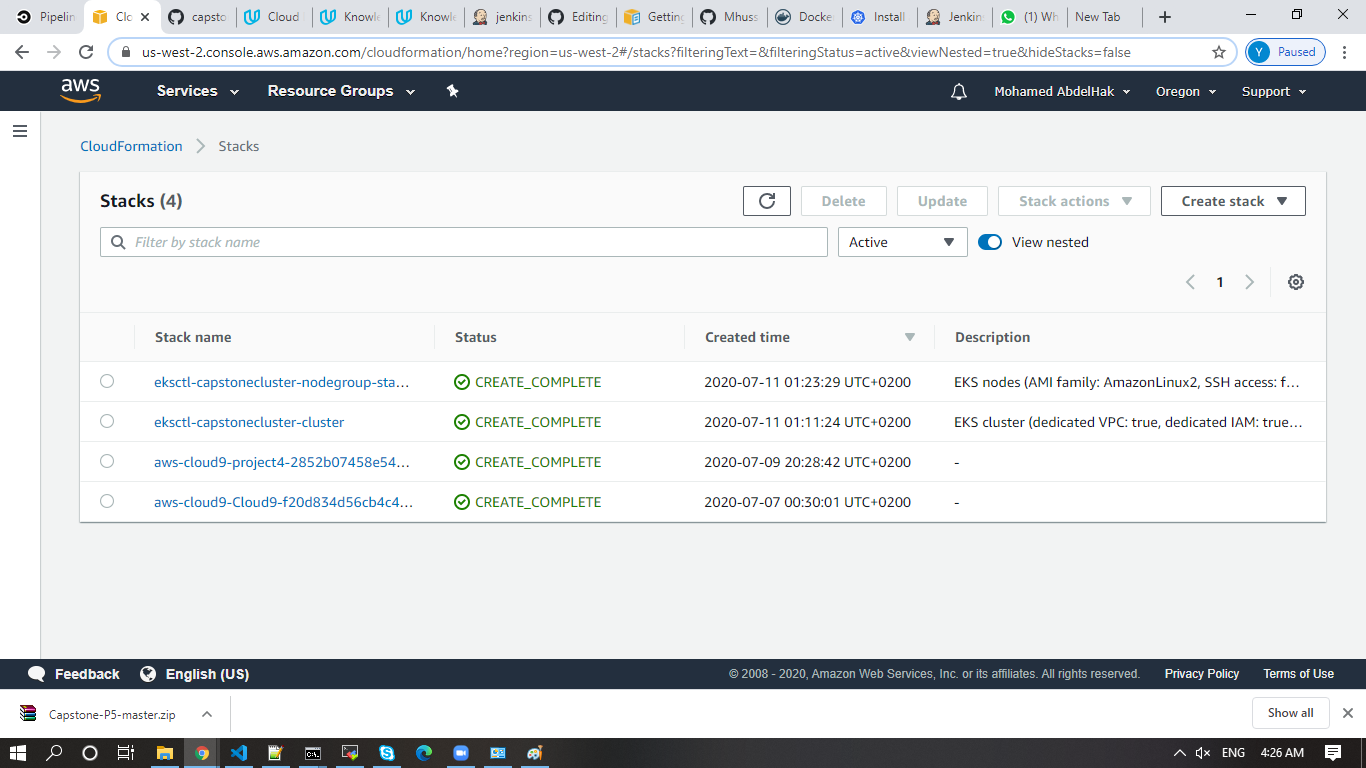 Pipelin
Clo
capsto
Cloud
Knowle
Knowle
jenkins
Editing
Getting
Mhuss
Docke
Install
Jenkin
(1) Wh
New Tab
us-west-2.console.aws.amazon.com/cloudformation/home?region=us-west-2#/stacks?filteringText=&filteringStatus=active&viewNested=true&hideStacks=false
Y Paused
aws Services Resource Groups Mohamed AbdelHak Oregon Support
CloudFormation Stacks
Stacks (4) Delete Update Stack actions Create stack
Filter by stack name Active View nested
1
Stack name Status Created time Description
eksctl-capstonecluster-nodegroup-sta... CREATE_COMPLETE 2020-07-11 01:23:29 UTC+0200 EKS nodes (AMI family: AmazonLinux2, SSH access: f...
eksctl-capstonecluster-cluster CREATE_COMPLETE 2020-07-11 01:11:24 UTC+0200 EKS cluster (dedicated VPC: true, dedicated IAM: true...
aws-cloud9-project4-2852b07458e54... CREATE_COMPLETE 2020-07-09 20:28:42 UTC+0200 -
aws-cloud9-Cloud9-f20d834d56cb4c4... CREATE_COMPLETE 2020-07-07 00:30:01 UTC+0200 -
Feedback English (US) © 2008 - 2020, Amazon Web Services, Inc. or its affiliates. All rights reserved. Privacy Policy Terms of Use
Capstone-P5-master.zip Show all
ENG 4:26 AM